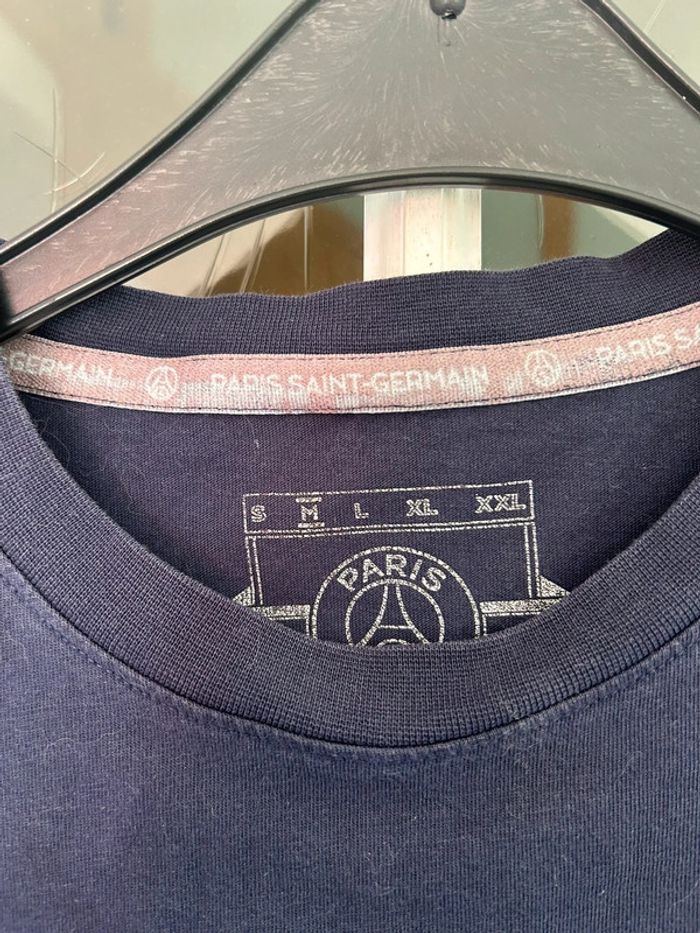 GERMAIN PARIS SAINT-GERMAIN PARIS SA
S M L XL XXL
PARIS